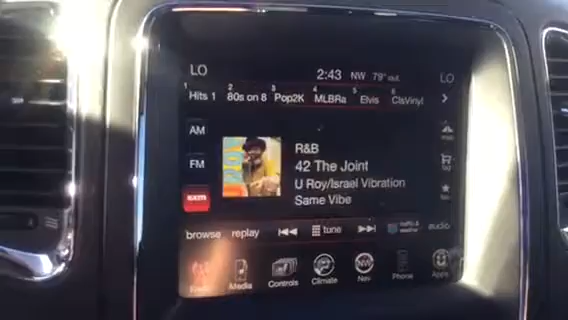 LO 2:43 NW 79° out LO
1 Hits 1 2 80s on 8 3 Pop2K 4 MLBRa 5 Elvis 6 ClsVinyl
AM
R&B
FM
42 The Joint
U Roy/Israel Vibration
Same Vibe
sxm
browse replay tune traffic & weather audio
Radio Media Controls Climate Nav Phone Apps